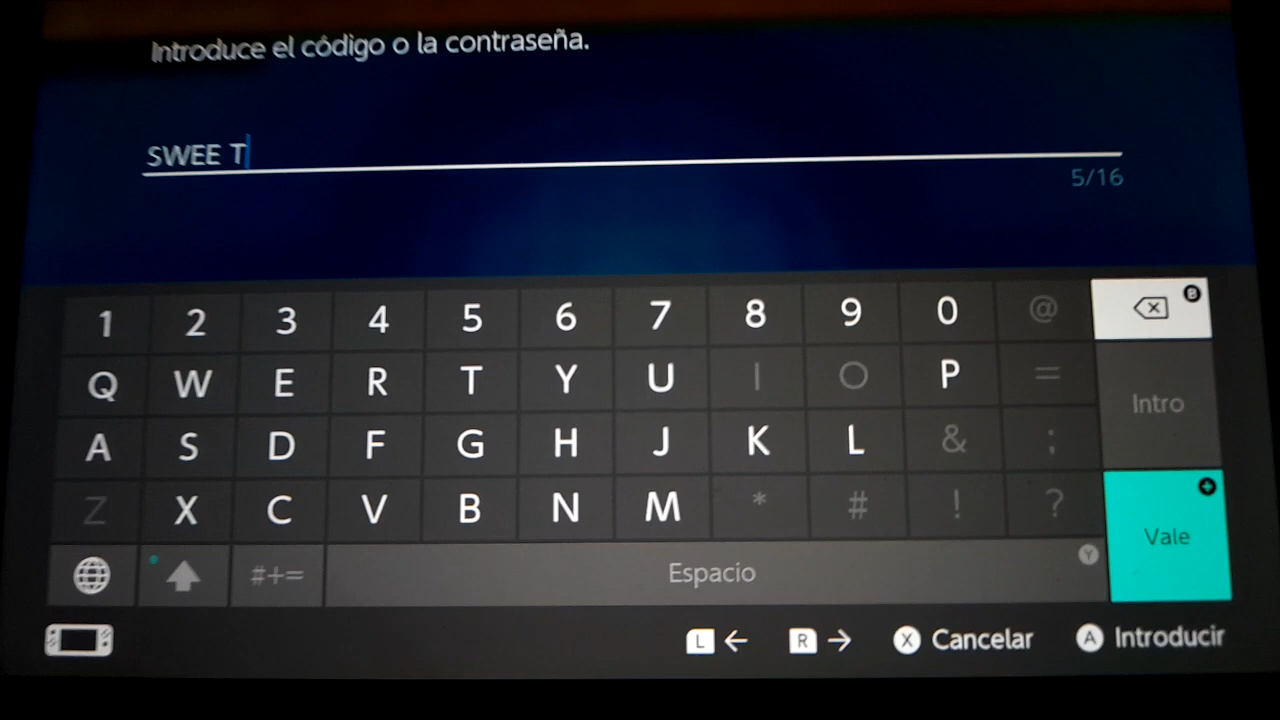 Introduce el código o la contraseña.
SWEE T
5/16
1 2 3 4 5 6 7 8 9 0 @
Q W E R T Y U I O P =
Intro
A S D F G H J K L & ;
Z X C V B N M * # ! ?
Vale
#+= Espacio Y
L ← R → X Cancelar A Introducir